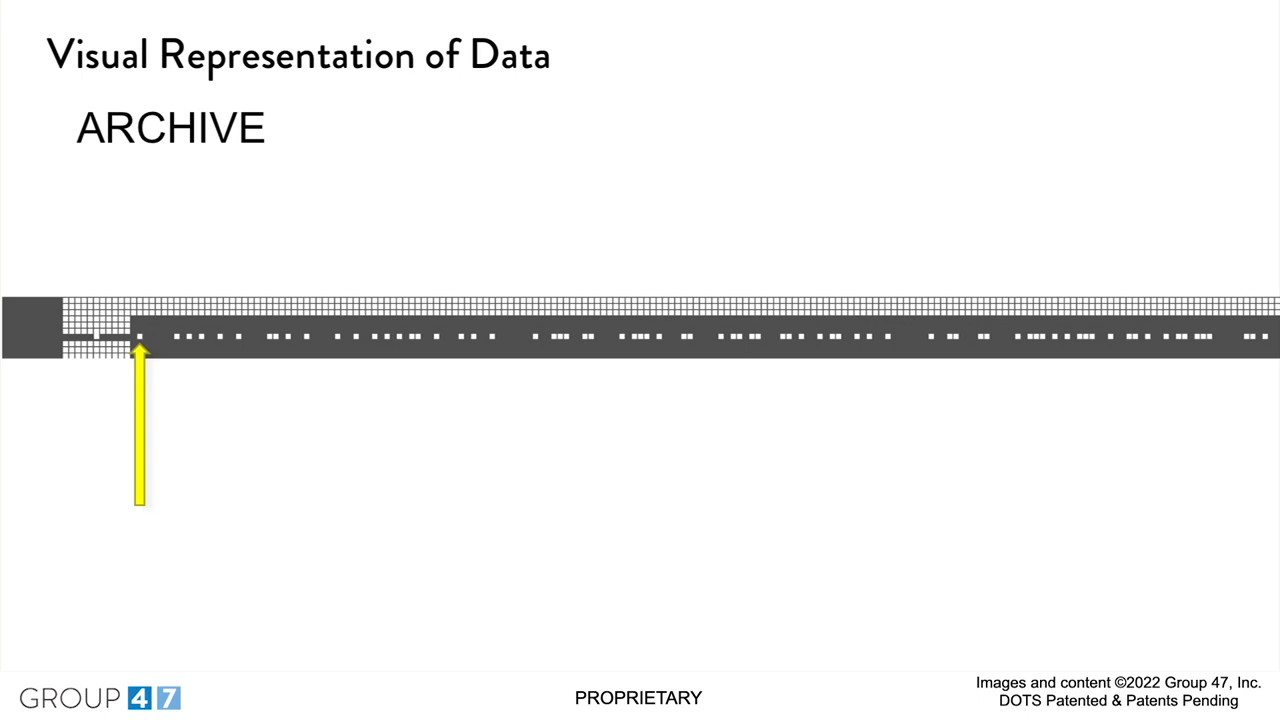 Visual Representation of Data
ARCHIVE
GROUP 47
PROPRIETARY
Images and content ©2022 Group 47, Inc.
DOTS Patented & Patents Pending